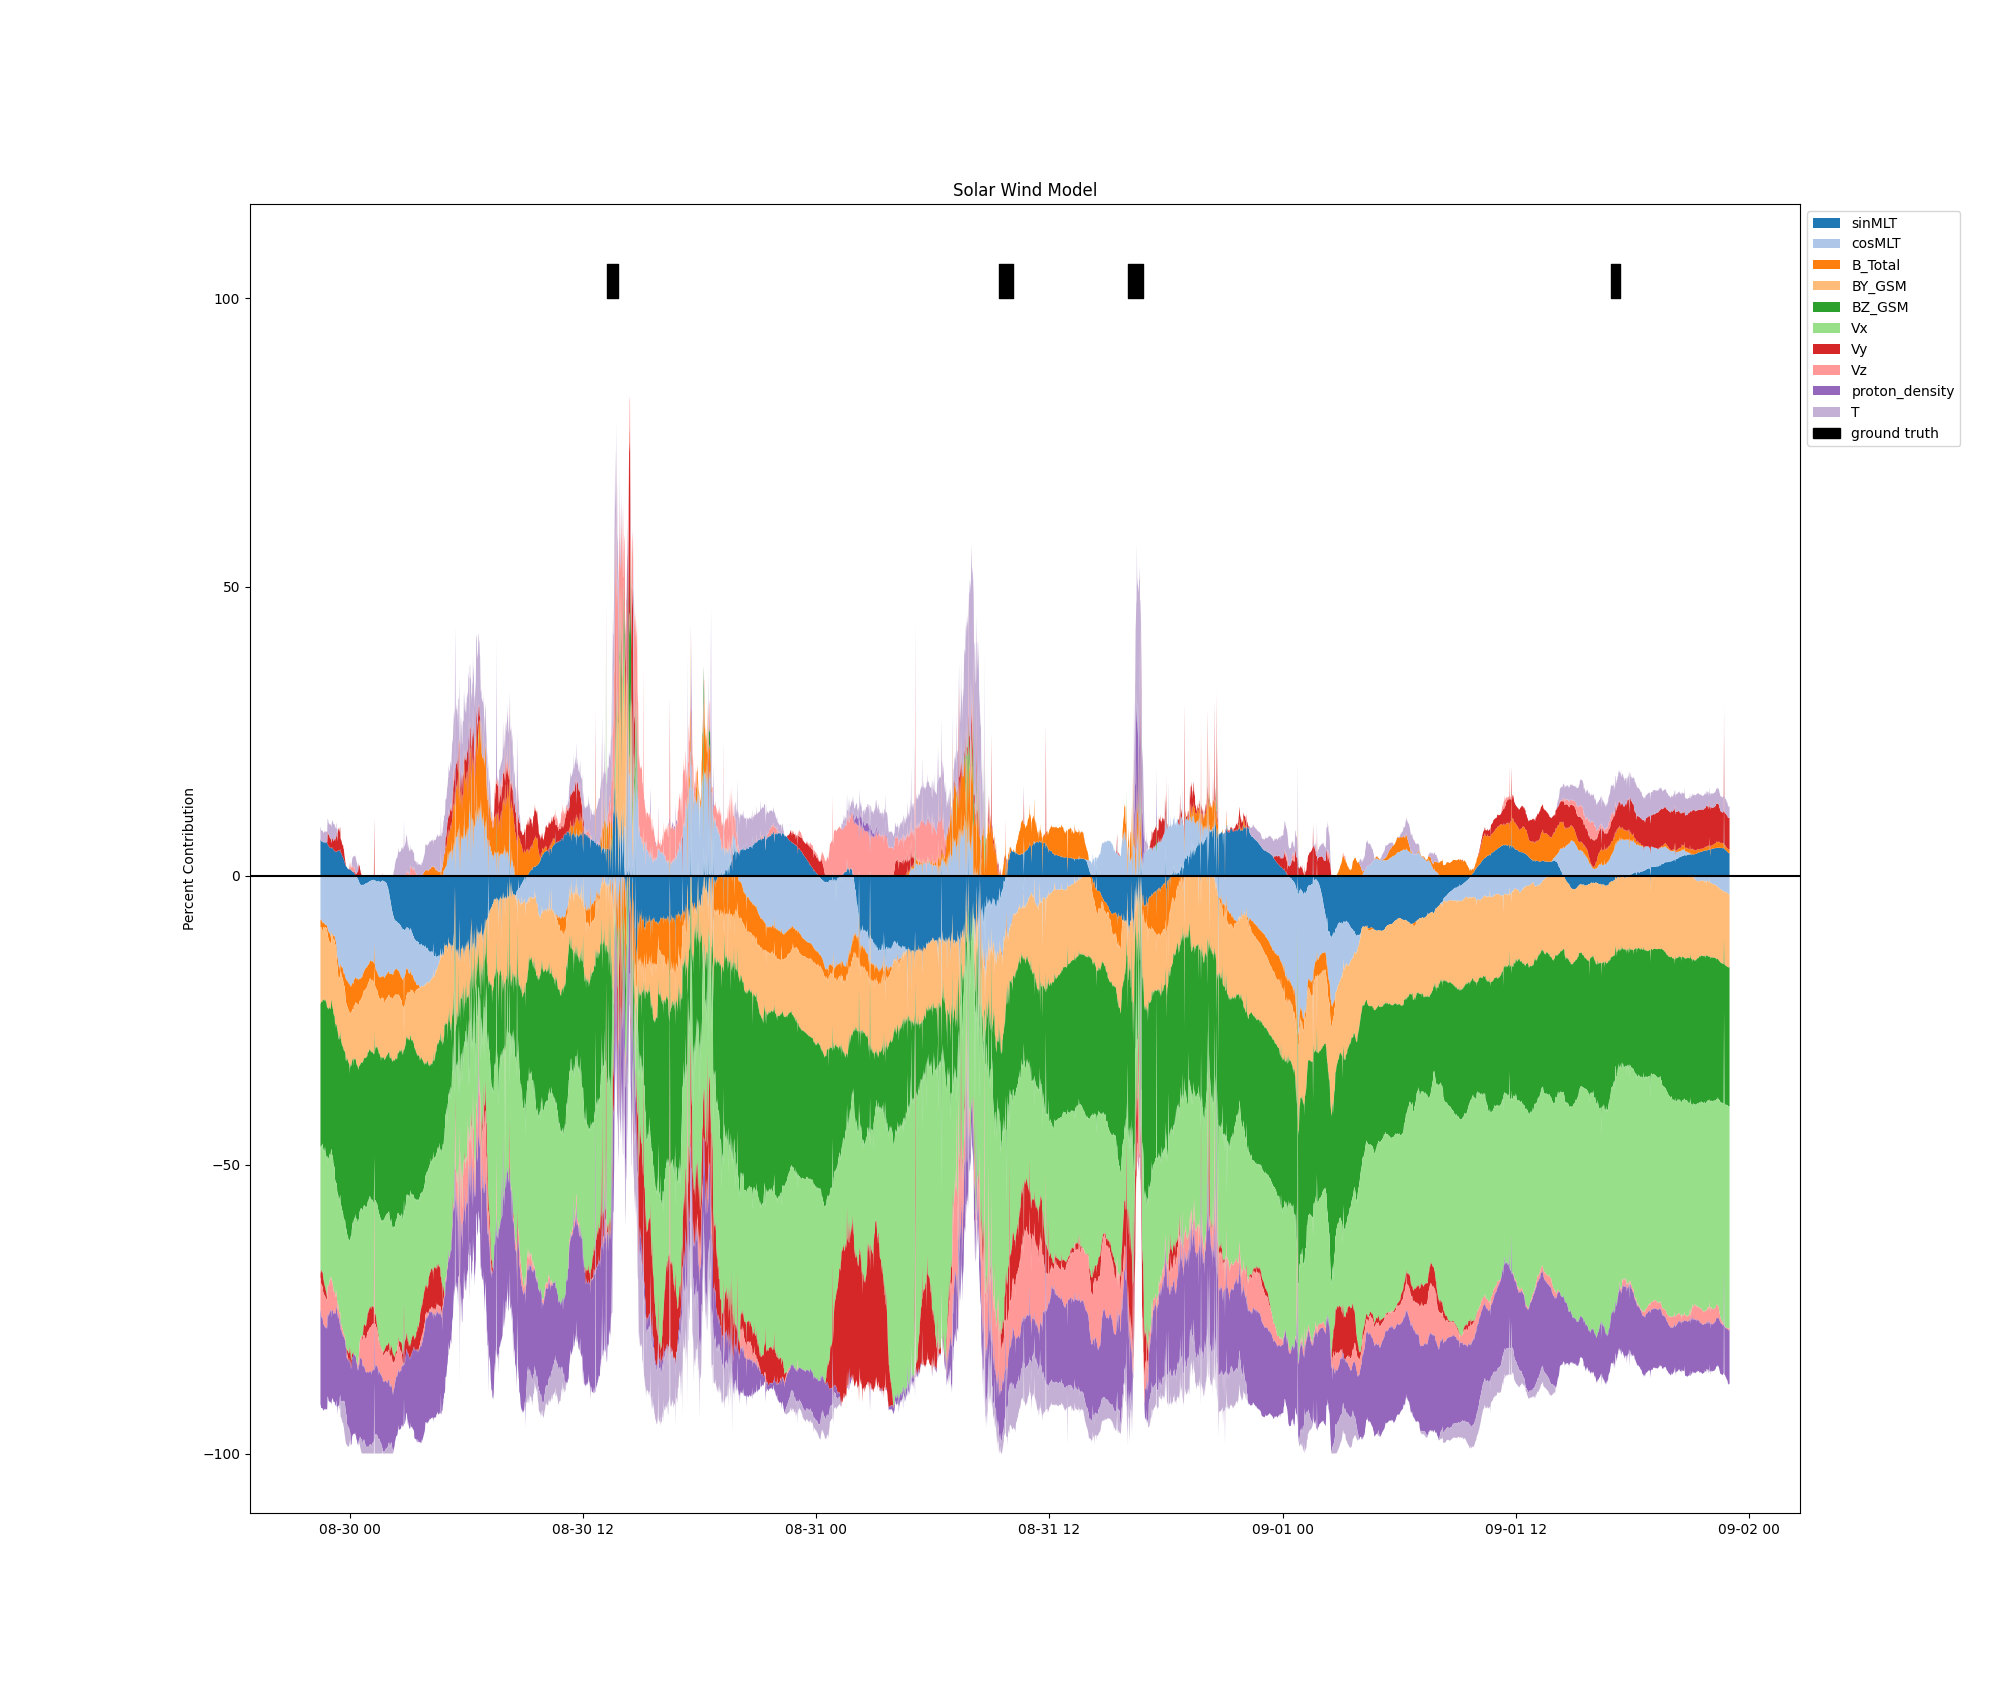 Solar Wind Model
sinMLT
cosMLT
B_Total
BY_GSM
BZ_GSM
Vx
Vy
Vz
proton_density
T
ground truth
Percent Contribution
100
50
0
−50
−100
08-30 00
08-30 12
08-31 00
08-31 12
09-01 00
09-01 12
09-02 00